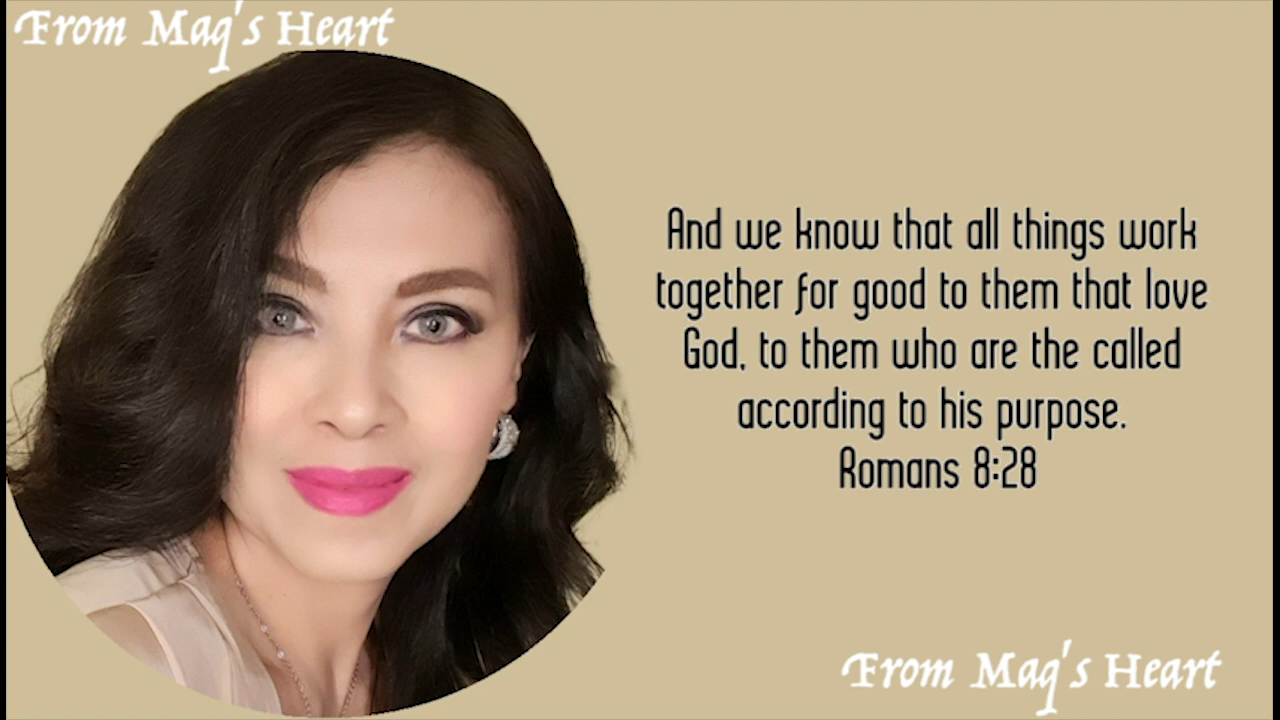 From Maq's Heart
And we know that all things work
together for good to them that love
God, to them who are the called
according to his purpose.
Romans 8:28
From Maq's Heart